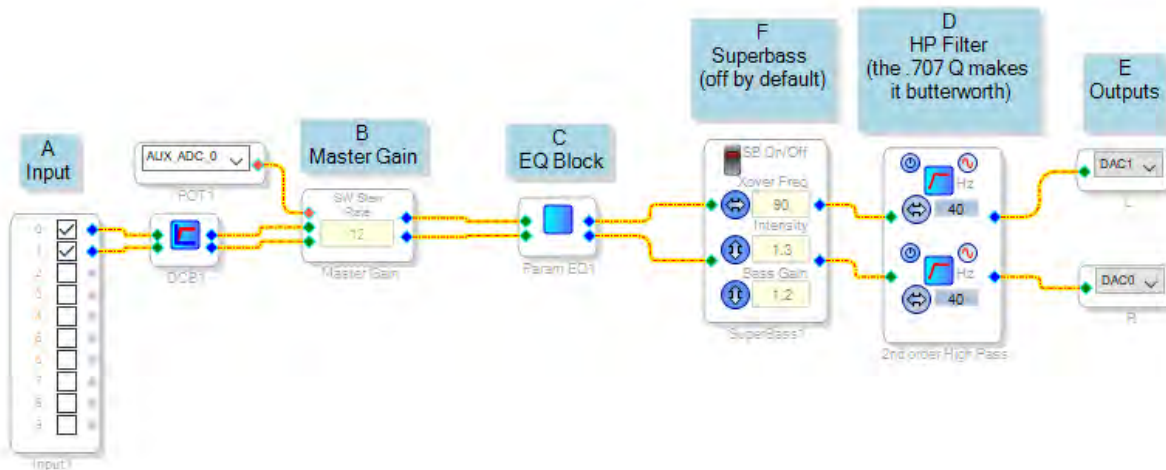 A
Input
0
1
2
3
4
5
6
7
8
9
Input1
AUX_ADC_0
POT1
DCB1
B
Master Gain
SW Slew
Rate
12
Master Gain
C
EQ Block
Param EQ1
F
Superbass
(off by default)
SB On/Off
Xover Freq
90
Intensity
1.3
Bass Gain
1.2
SuperBass1
D
HP Filter
(the .707 Q makes
it butterworth)
Hz
40
Hz
40
2nd order High Pass
E
Outputs
DAC1
L
DAC0
R